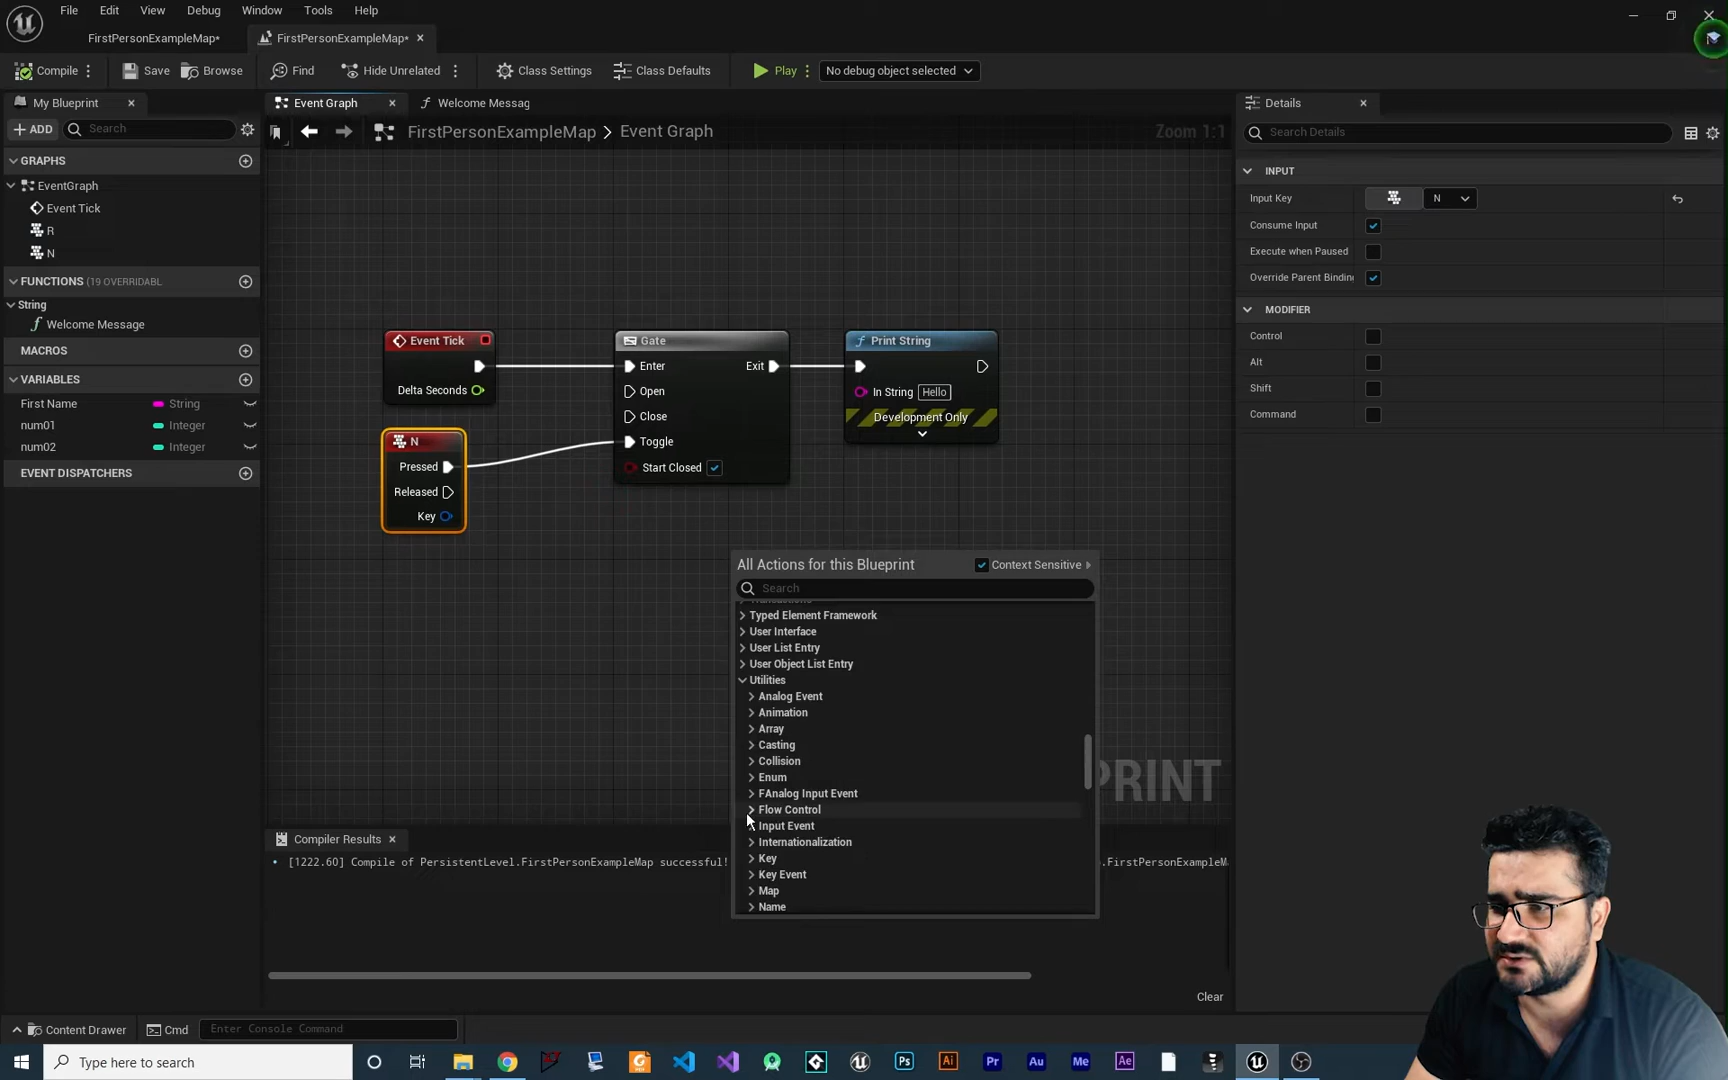 File Edit View Debug Window Tools Help
FirstPersonExampleMap* FirstPersonExampleMap*
Compile Save Browse Find Hide Unrelated Class Settings Class Defaults Play No debug object selected
My Blueprint
Event Graph Welcome Messag
Details
ADD Search
FirstPersonExampleMap > Event Graph
Zoom 1:1
Search Details
GRAPHS
EventGraph
Event Tick
R
N
FUNCTIONS (19 OVERRIDABL
String
Welcome Message
MACROS
VARIABLES
First Name String
num01 Integer
num02 Integer
EVENT DISPATCHERS
Event Tick
Delta Seconds
N
Pressed
Released
Key
Gate
Enter Exit
Open
Close
Toggle
Start Closed
Print String
In String Hello
Development Only
All Actions for this Blueprint Context Sensitive
Search
Typed Element Framework
User Interface
User List Entry
User Object List Entry
Utilities
Analog Event
Animation
Array
Casting
Collision
Enum
FAnalog Input Event
Flow Control
Input Event
Internationalization
Key
Key Event
Map
Name
PRINT
INPUT
Input Key N
Consume Input
Execute when Paused
Override Parent Binding
MODIFIER
Control
Alt
Shift
Command
Compiler Results
[1222.60] Compile of PersistentLevel.FirstPersonExampleMap successful! .FirstPersonExampleM
Clear
Content Drawer Cmd Enter Console Command
Type here to search
Ps Ai Pr Au Me Ae